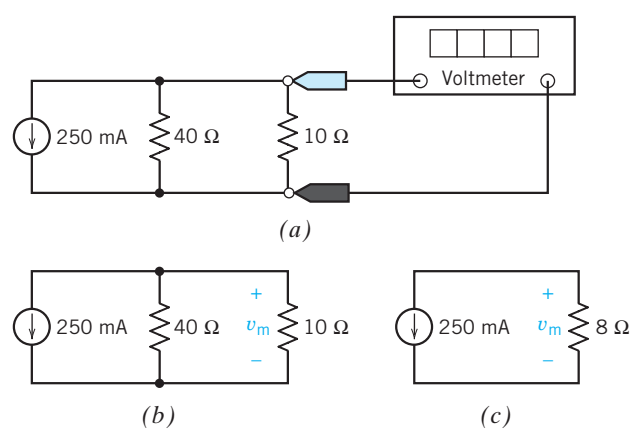 Voltmeter
250 mA 40 Ω 10 Ω
(a)
250 mA 40 Ω + vm − 10 Ω
250 mA + vm − 8 Ω
(b)
(c)